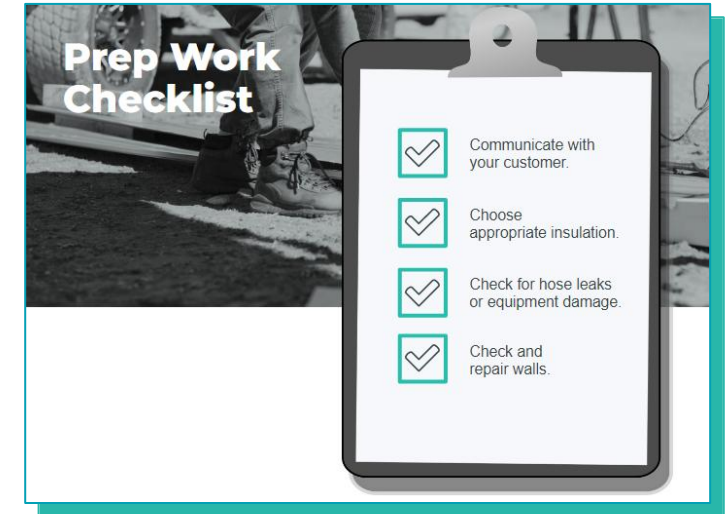 Prep Work
Checklist
Communicate with
your customer.
Choose
appropriate insulation.
Check for hose leaks
or equipment damage.
Check and
repair walls.